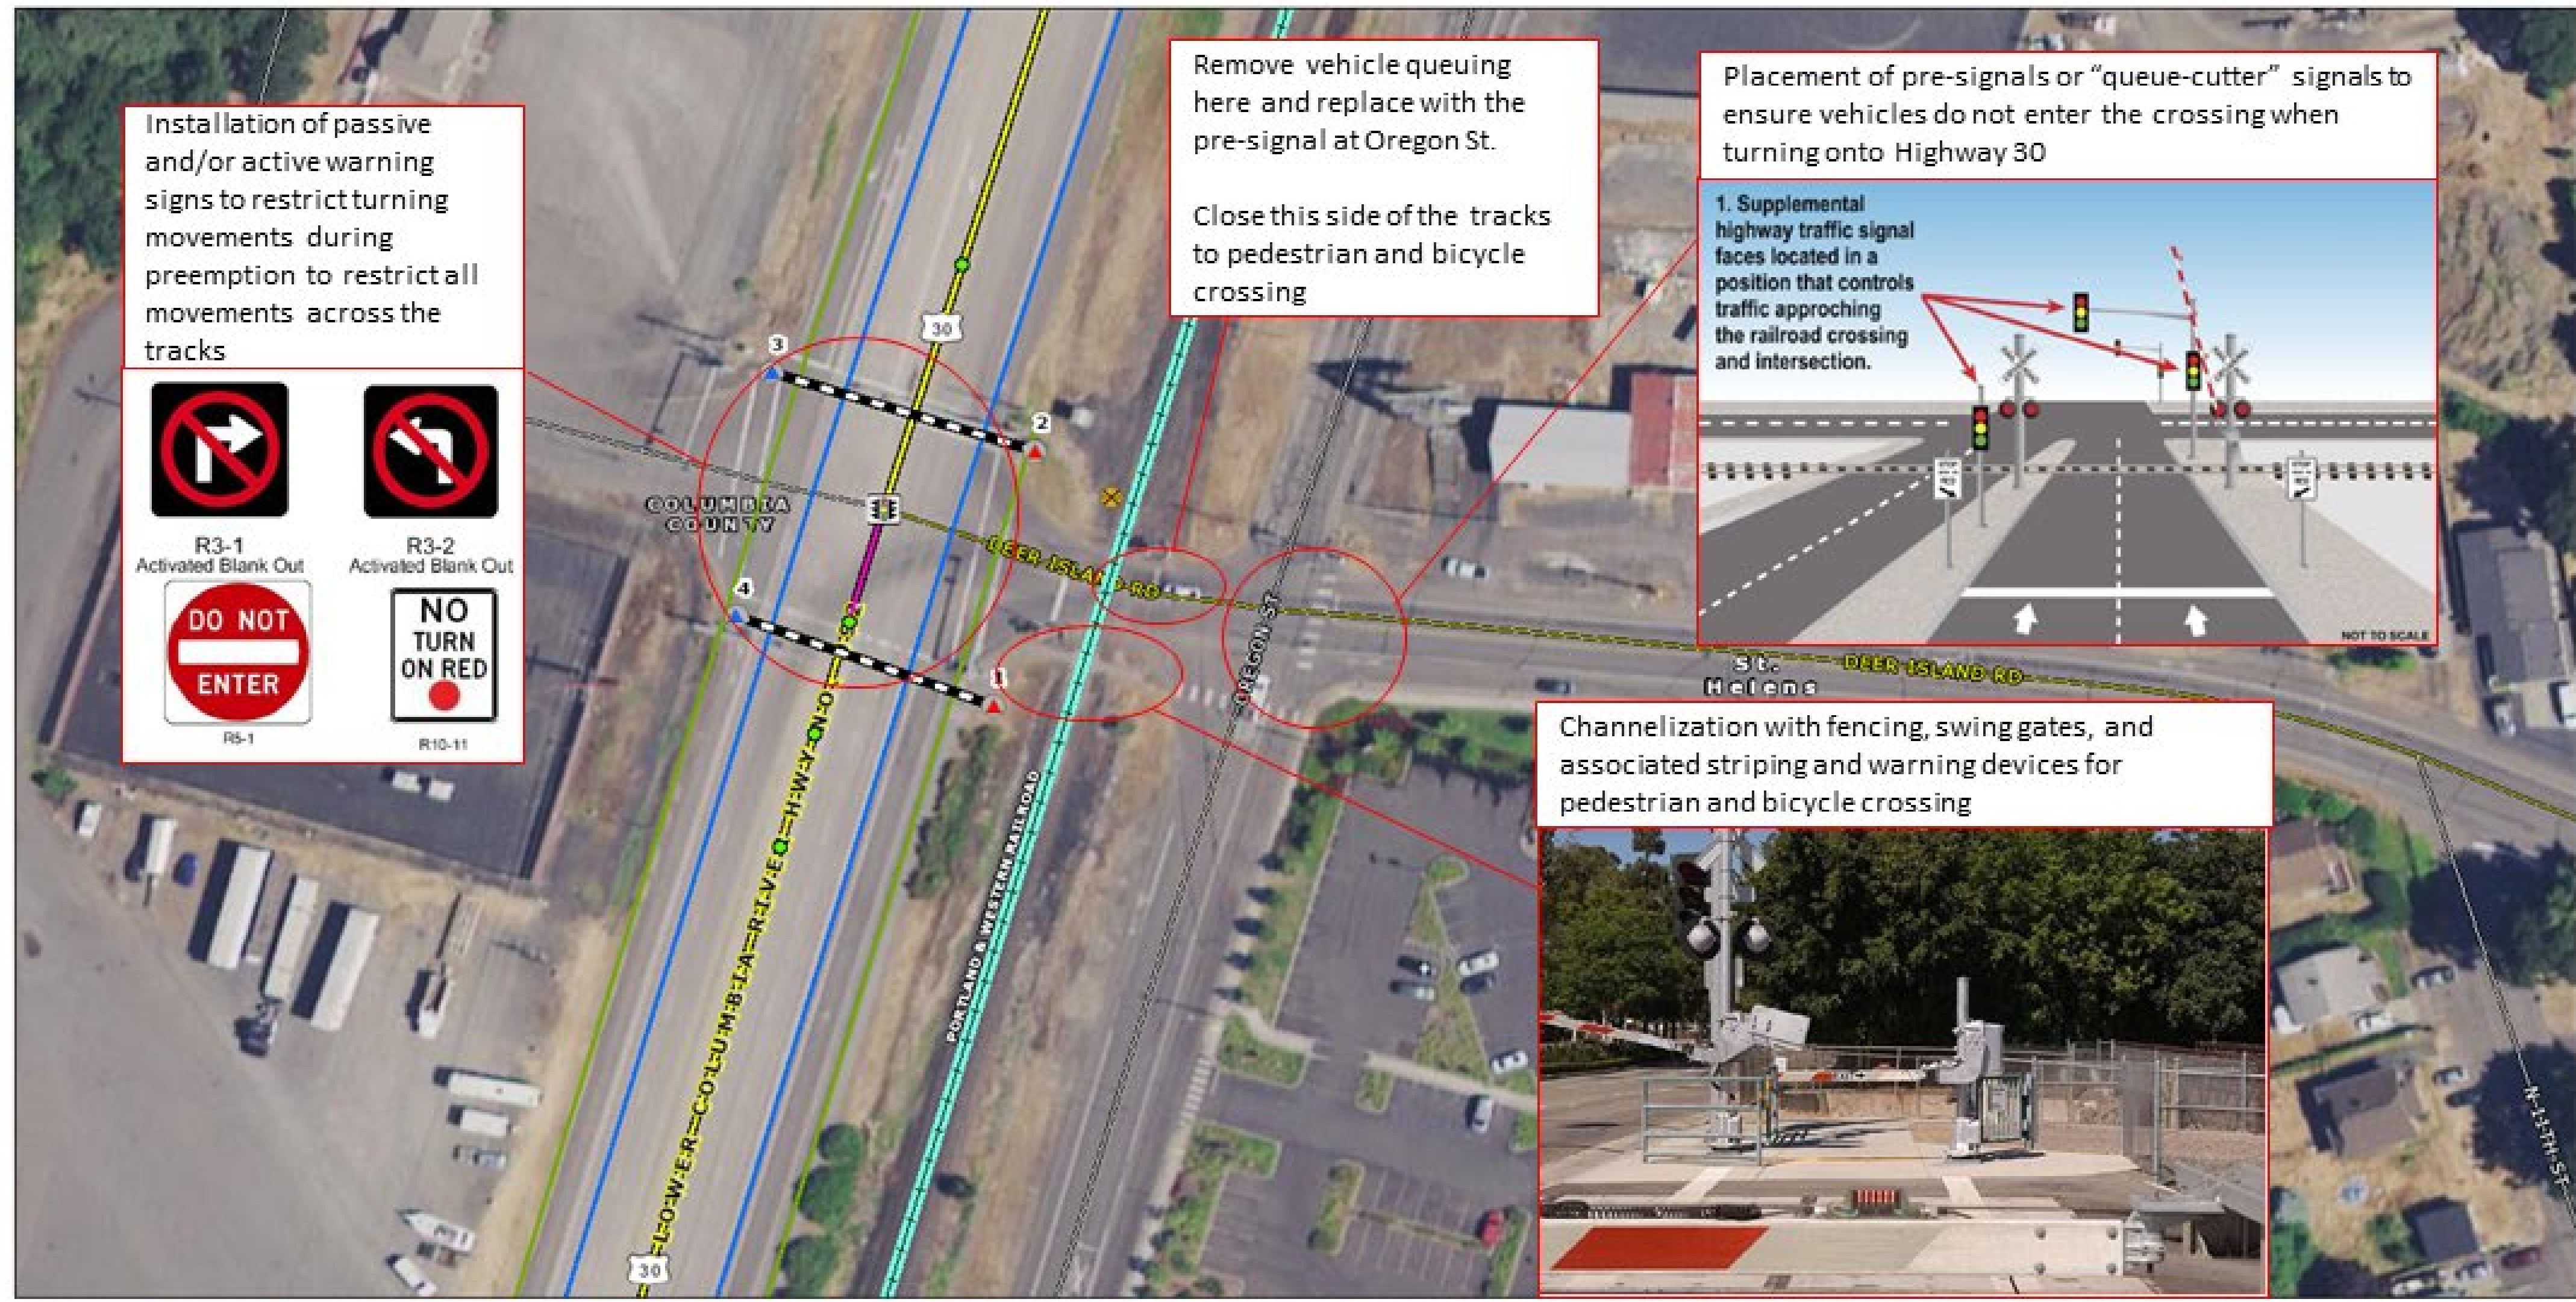 Installation of passive
and/or active warning
signs to restrict turning
movements during
preemption to restrict all
movements across the
tracks
R3-1
Activated Blank Out
R3-2
Activated Blank Out
DO NOT
ENTER
R5-1
NO
TURN
ON RED
R10-11
Remove vehicle queuing
here and replace with the
pre-signal at Oregon St.
Close this side of the tracks
to pedestrian and bicycle
crossing
Placement of pre-signals or “queue-cutter” signals to
ensure vehicles do not enter the crossing when
turning onto Highway 30
1. Supplemental
highway traffic signal
faces located in a
position that controls
traffic approching
the railroad crossing
and intersection.
NOT TO SCALE
30
3
2
COLUMBIA
COUNTY
4
1
DEER ISLAND RD
OREGON ST
St.
Helens
DEER ISLAND RD
LOWER COLUMBIA RIVE
HWY NO
PORTLAND & WESTERN RAILROAD
30
N 11TH ST
Channelization with fencing, swing gates, and
associated striping and warning devices for
pedestrian and bicycle crossing